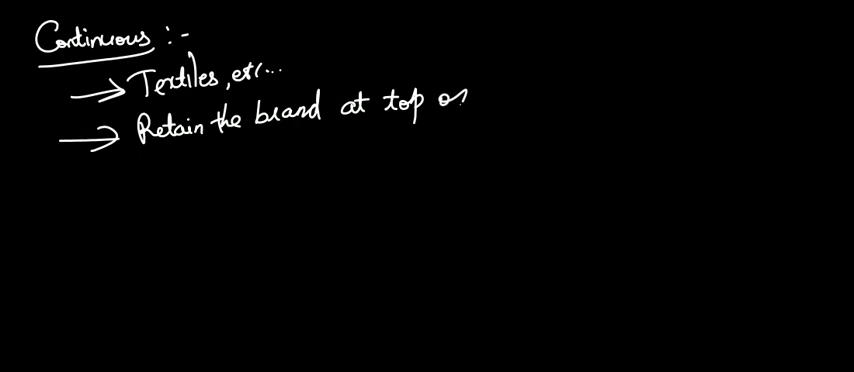 Continuous :-
→ Textiles, etc...
→ Retain the brand at top